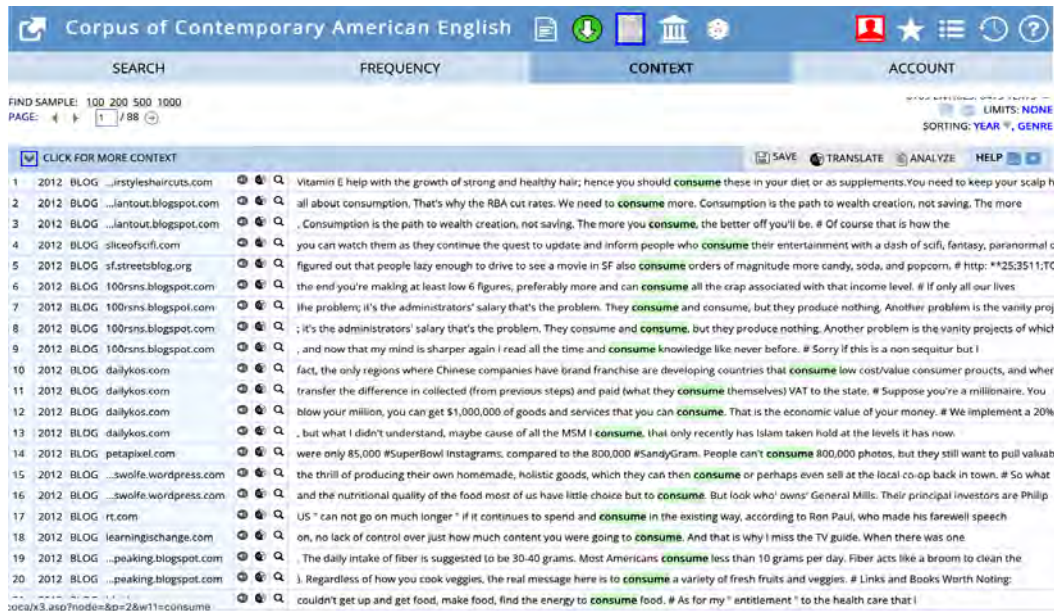 Corpus of Contemporary American English
SEARCH FREQUENCY CONTEXT ACCOUNT
FIND SAMPLE: 100 200 500 1000
PAGE: 1 / 88
LIMITS: NONE
SORTING: YEAR, GENRE
CLICK FOR MORE CONTEXT SAVE TRANSLATE ANALYZE HELP
1 2012 BLOG ...irstyleshaircuts.com Vitamin E help with the growth of strong and healthy hair; hence you should consume these in your diet or as supplements.You need to keep your scalp h
2 2012 BLOG ...iantout.blogspot.com all about consumption. That's why the RBA cut rates. We need to consume more. Consumption is the path to wealth creation, not saving. The more
3 2012 BLOG ...iantout.blogspot.com , Consumption is the path to wealth creation, not saving. The more you consume, the better off you'll be. # Of course that is how the
4 2012 BLOG sliceofscifi.com you can watch them as they continue the quest to update and inform people who consume their entertainment with a dash of scifi, fantasy, paranormal
5 2012 BLOG sf.streetsblog.org figured out that people lazy enough to drive to see a movie in SF also consume orders of magnitude more candy, soda, and popcorn. # http: **25;3511;TO
6 2012 BLOG 100rsns.blogspot.com the end you're making at least low 6 figures, preferably more and can consume all the crap associated with that income level. # If only all our lives
7 2012 BLOG 100rsns.blogspot.com the problem; it's the administrators' salary that's the problem. They consume and consume, but they produce nothing. Another problem is the vanity proj
8 2012 BLOG 100rsns.blogspot.com ; it's the administrators' salary that's the problem. They consume and consume, but they produce nothing. Another problem is the vanity projects of which
9 2012 BLOG 100rsns.blogspot.com , and now that my mind is sharper again I read all the time and consume knowledge like never before. # Sorry if this is a non sequitur but I
10 2012 BLOG dailykos.com fact, the only regions where Chinese companies have brand franchise are developing countries that consume low cost/value consumer proucts, and wher
11 2012 BLOG dailykos.com transfer the difference in collected (from previous steps) and paid (what they consume themselves) VAT to the state. # Suppose you're a millionaire. You
12 2012 BLOG dailykos.com blow your million, you can get $1,000,000 of goods and services that you can consume. That is the economic value of your money. # We implement a 20%
13 2012 BLOG dailykos.com , but what I didn't understand, maybe cause of all the MSM I consume, that only recently has Islam taken hold at the levels it has now.
14 2012 BLOG petapixel.com were only 85,000 #SuperBowl Instagrams, compared to the 800,000 #SandyGram. People can't consume 800,000 photos, but they still want to pull valuab
15 2012 BLOG ...swolfe.wordpress.com the thrill of producing their own homemade, holistic goods, which they can then consume or perhaps even sell at the local co-op back in town. # So what
16 2012 BLOG ...swolfe.wordpress.com and the nutritional quality of the food most of us have little choice but to consume. But look who' owns' General Mills. Their principal investors are Philip
17 2012 BLOG rt.com US " can not go on much longer " if it continues to spend and consume in the existing way, according to Ron Paul, who made his farewell speech
18 2012 BLOG learningischange.com on, no lack of control over just how much content you were going to consume. And that is why I miss the TV guide. When there was one
19 2012 BLOG ...peaking.blogspot.com . The daily intake of fiber is suggested to be 30-40 grams. Most Americans consume less than 10 grams per day. Fiber acts like a broom to clean the
20 2012 BLOG ...peaking.blogspot.com ). Regardless of how you cook veggies, the real message here is to consume a variety of fresh fruits and veggies. # Links and Books Worth Noting:
couldn't get up and get food, make food, find the energy to consume food. # As for my " entitlement " to the health care that I
coca/x3.asp?node=&p=2&w11=consume